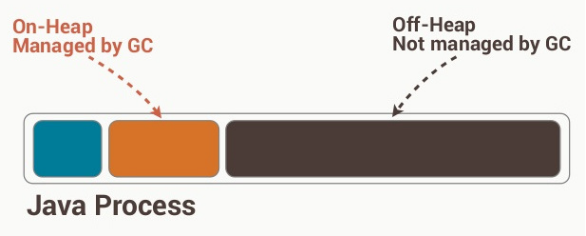 On-Heap
Managed by GC
Off-Heap
Not managed by GC
Java Process